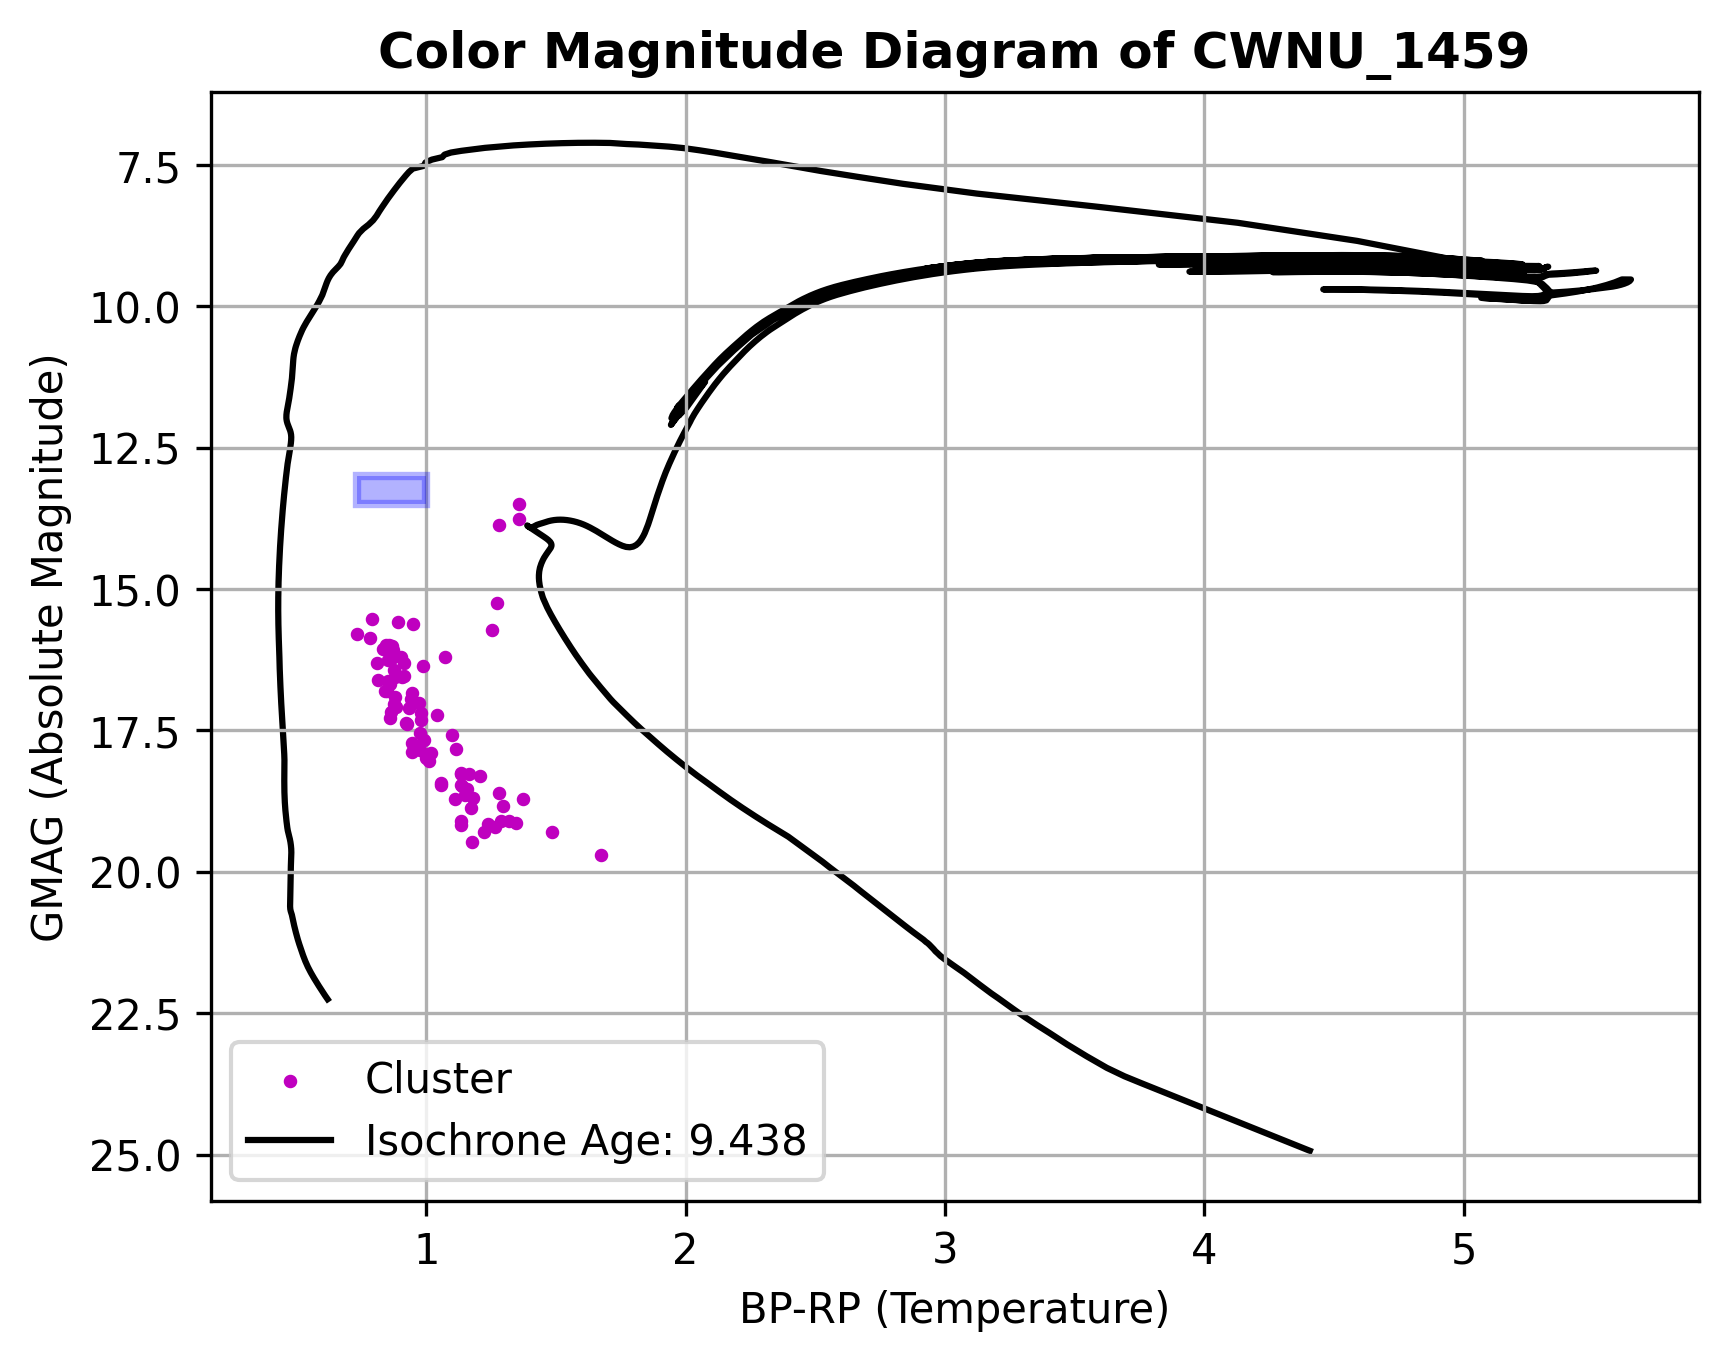 Color Magnitude Diagram of CWNU_1459
GMAG (Absolute Magnitude)
7.5
10.0
12.5
15.0
17.5
20.0
22.5
25.0
Cluster
Isochrone Age: 9.438
1 2 3 4 5
BP-RP (Temperature)